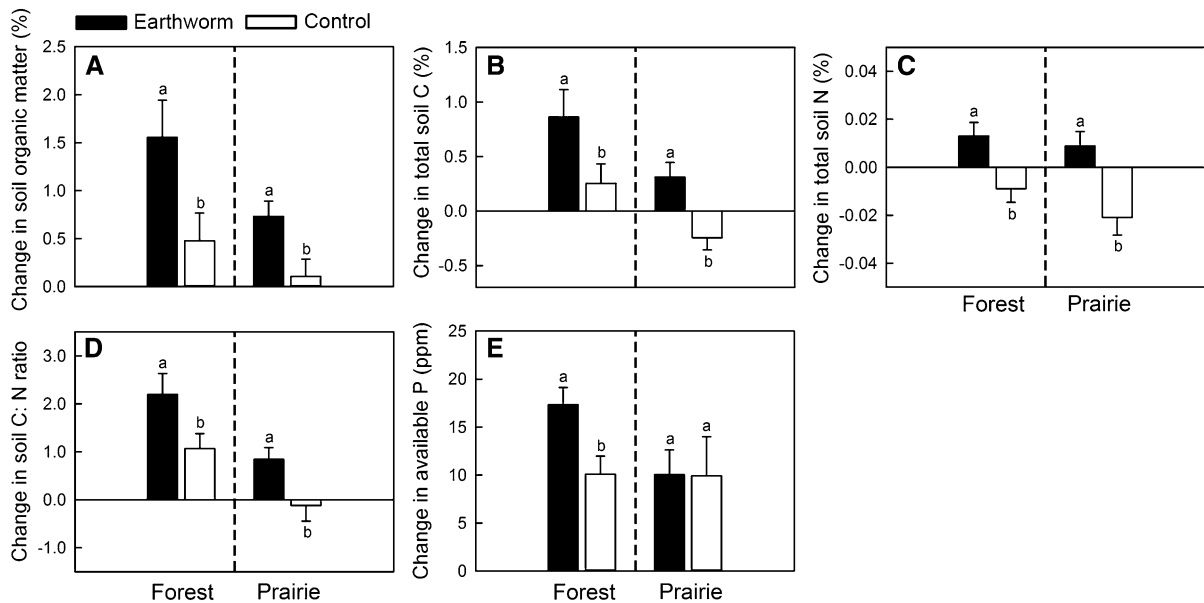 Earthworm Control
A
Change in soil organic matter (%)
2.5
2.0
1.5
1.0
0.5
0.0
a
b
a
b
B
Change in total soil C (%)
1.5
1.0
0.5
0.0
-0.5
a
b
a
b
C
Change in total soil N (%)
0.04
0.02
0.00
-0.02
-0.04
a
b
a
b
Forest Prairie
D
Change in soil C: N ratio
3.0
2.0
1.0
0.0
-1.0
a
b
a
b
Forest Prairie
E
Change in available P (ppm)
25
20
15
10
5
0
a
b
a
a
Forest Prairie